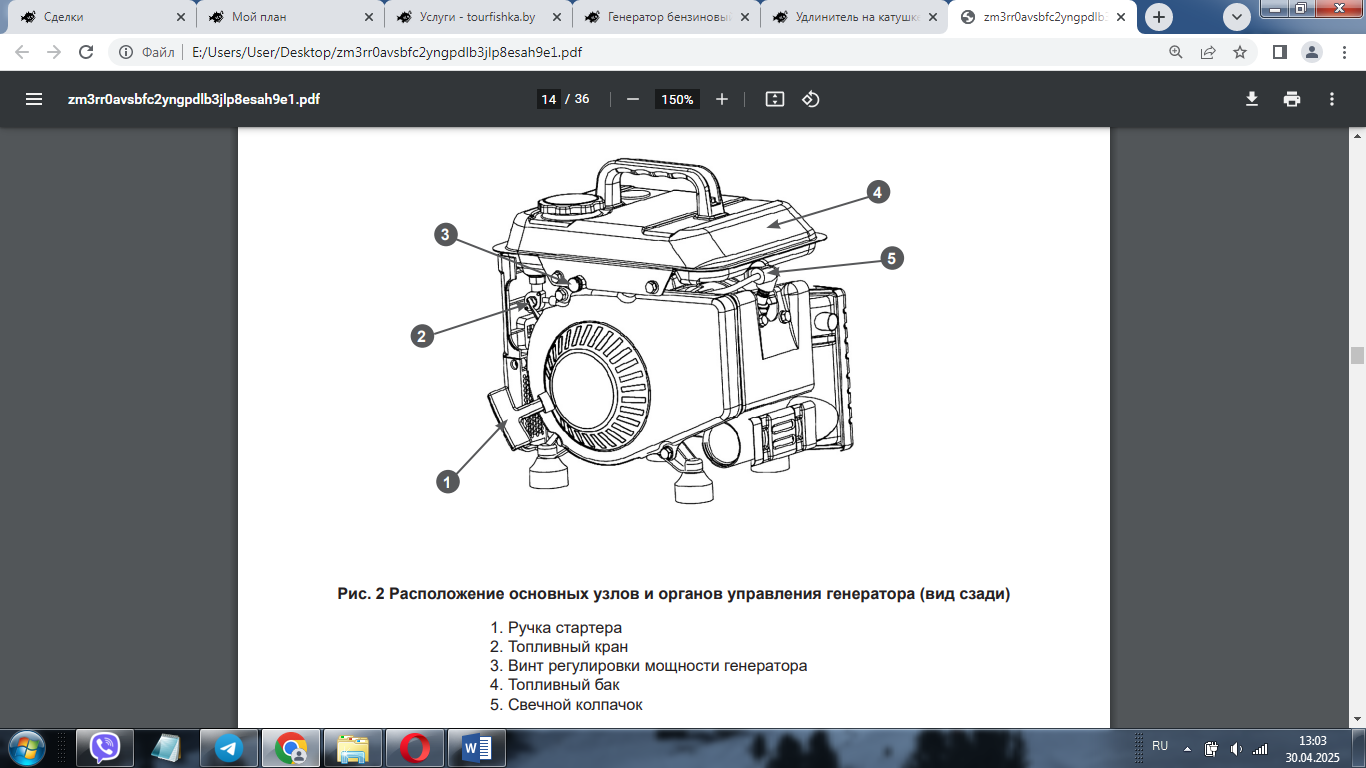 Сделки
Мой план
Услуги - tourfishka.by
Генератор бензиновый
Удлинитель на катушке
zm3rr0avsbfc2yngpdlb3
Файл
E:/Users/User/Desktop/zm3rr0avsbfc2yngpdlb3jlp8esah9e1.pdf
zm3rr0avsbfc2yngpdlb3jlp8esah9e1.pdf
14 / 36
150%
4
3
5
2
1
Рис. 2 Расположение основных узлов и органов управления генератора (вид сзади)
1. Ручка стартера
2. Топливный кран
3. Винт регулировки мощности генератора
4. Топливный бак
5. Свечной колпачок
W
RU
13:03
30.04.2025